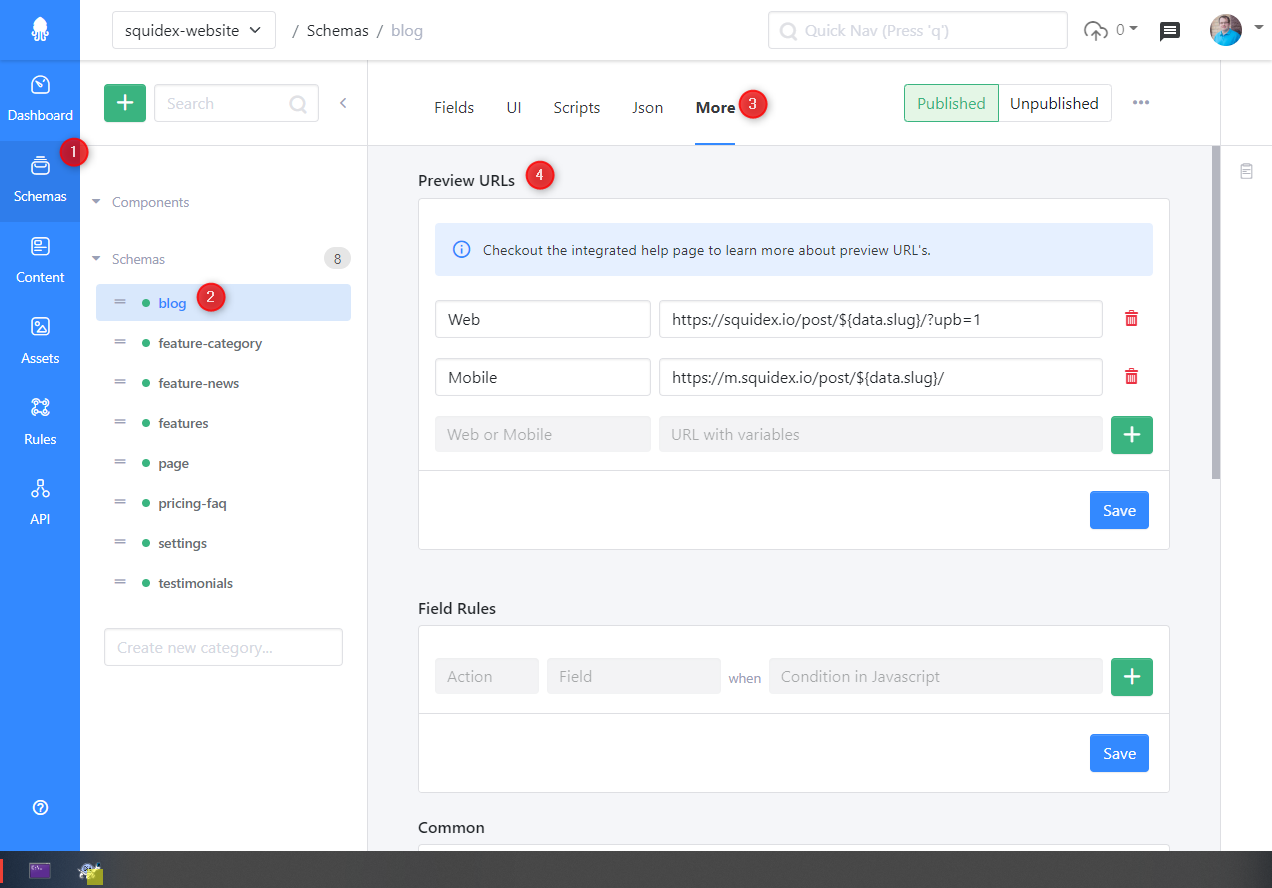 squidex-website / Schemas / blog
Quick Nav (Press 'q')
0
Dashboard
Schemas
Content
Assets
Rules
API
1
Search
Components
Schemas 8
blog 2
feature-category
feature-news
features
page
pricing-faq
settings
testimonials
Create new category...
Fields UI Scripts Json More 3
Published Unpublished
Preview URLs 4
Checkout the integrated help page to learn more about preview URL's.
Web https://squidex.io/post/${data.slug}/?upb=1
Mobile https://m.squidex.io/post/${data.slug}/
Web or Mobile URL with variables
Save
Field Rules
Action Field when Condition in Javascript
Save
Common